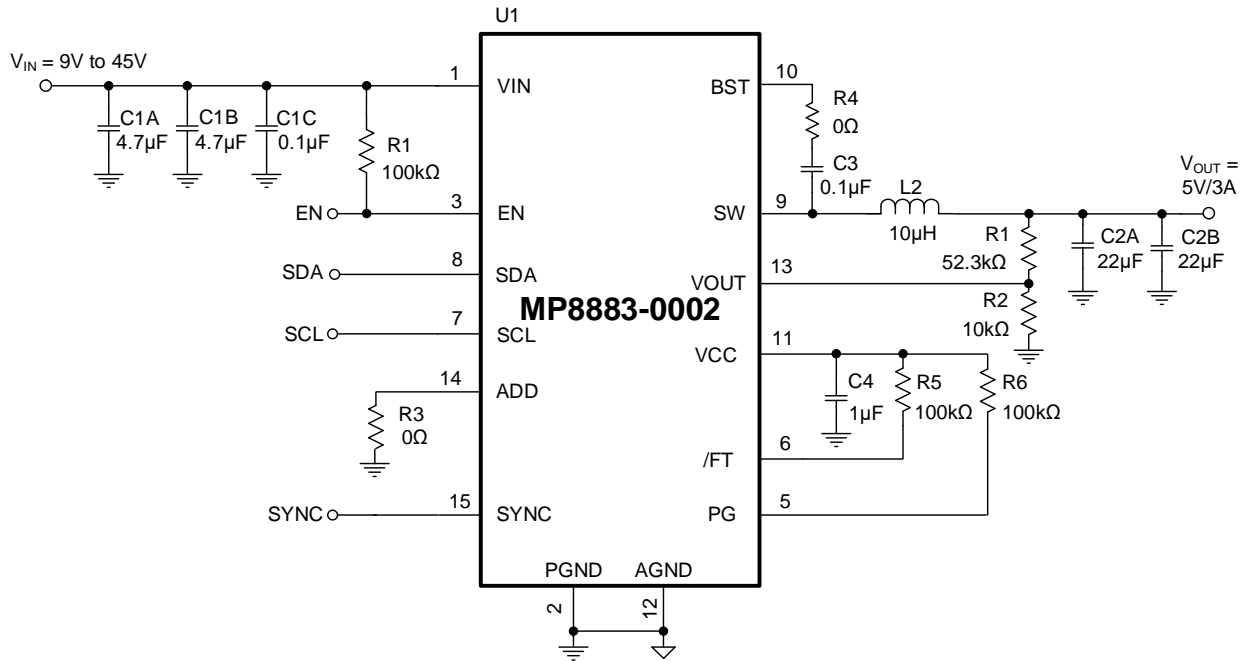 U1
V_IN = 9V to 45V
1
VIN
BST
10
C1A
4.7µF
C1B
4.7µF
C1C
0.1µF
R1
100kΩ
R4
0Ω
C3
0.1µF
EN
3
EN
SW
9
L2
10µH
V_OUT =
5V/3A
SDA
8
SDA
VOUT
13
R1
52.3kΩ
R2
10kΩ
C2A
22µF
C2B
22µF
MP8883-0002
SCL
7
SCL
VCC
11
14
ADD
R3
0Ω
C4
1µF
R5
100kΩ
R6
100kΩ
/FT
6
SYNC
15
SYNC
PG
5
PGND
AGND
2
12